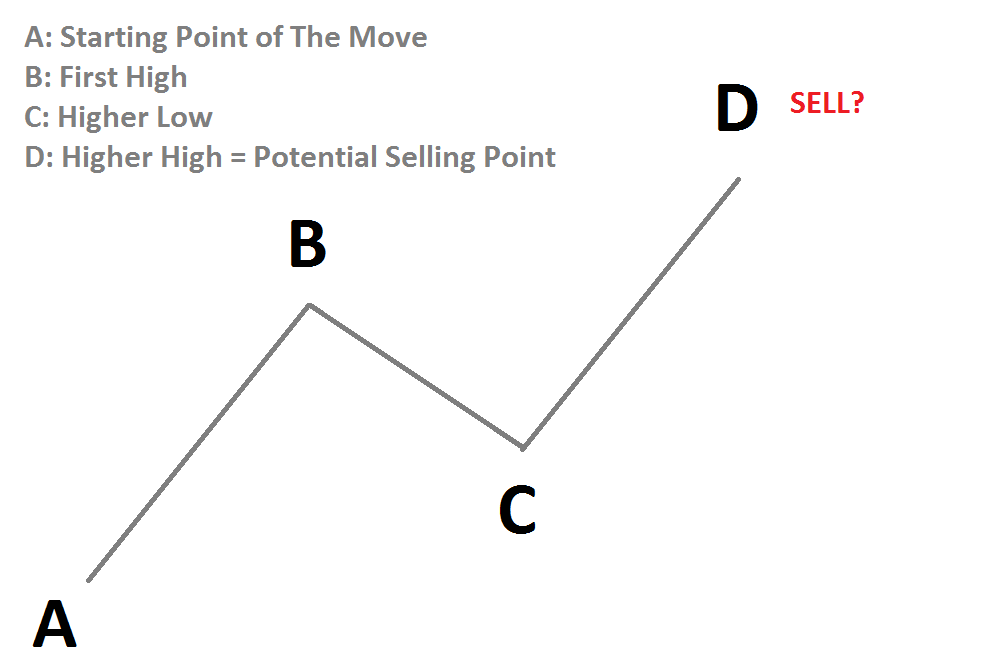 A: Starting Point of The Move
B: First High
C: Higher Low
D: Higher High = Potential Selling Point
D SELL?
B
C
A